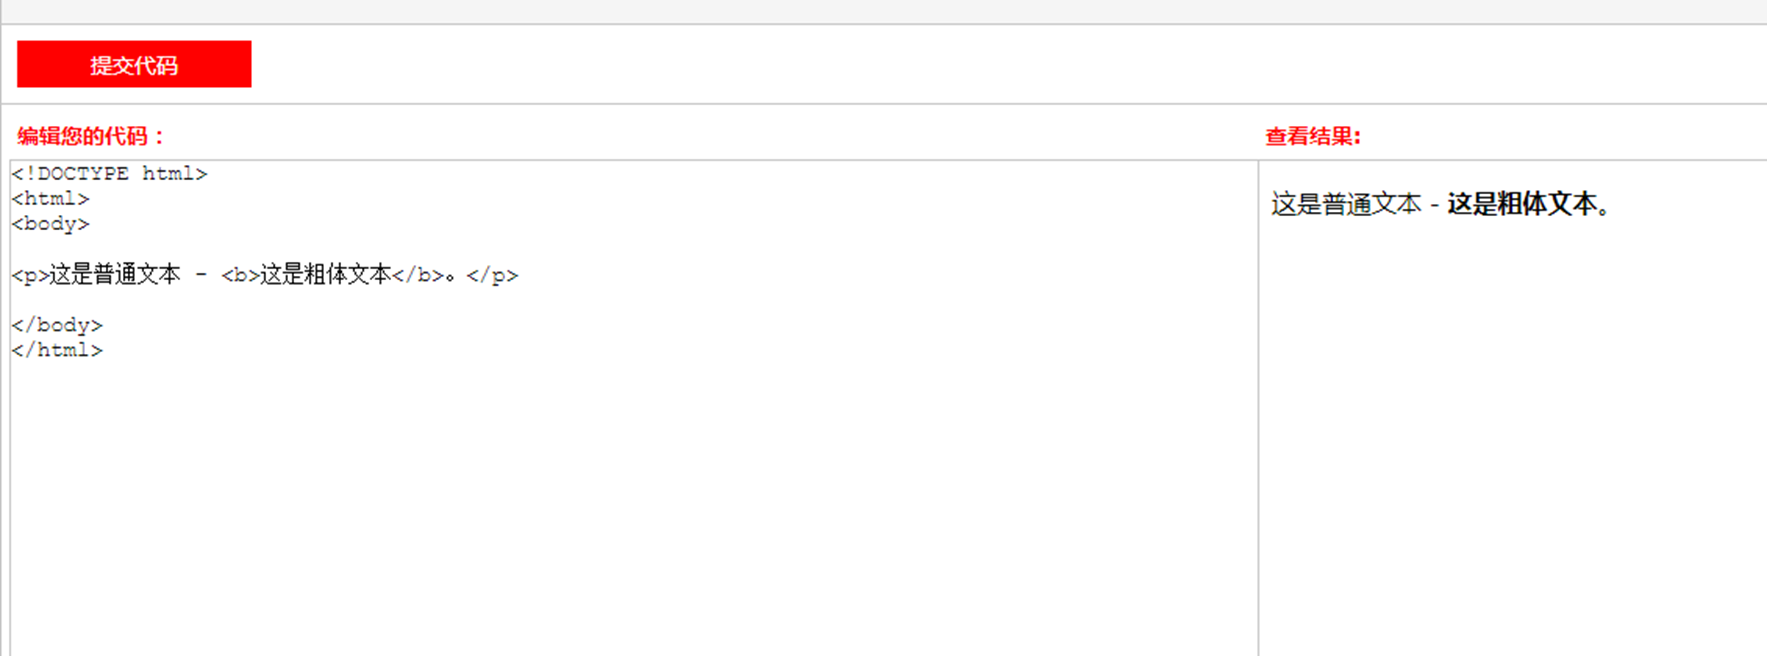 提交代码
编辑您的代码：
查看结果:
<!DOCTYPE html>
<html>
<body>
<p>这是普通文本 - <b>这是粗体文本</b>。</p>
</body>
</html>
这是普通文本 - 这是粗体文本。